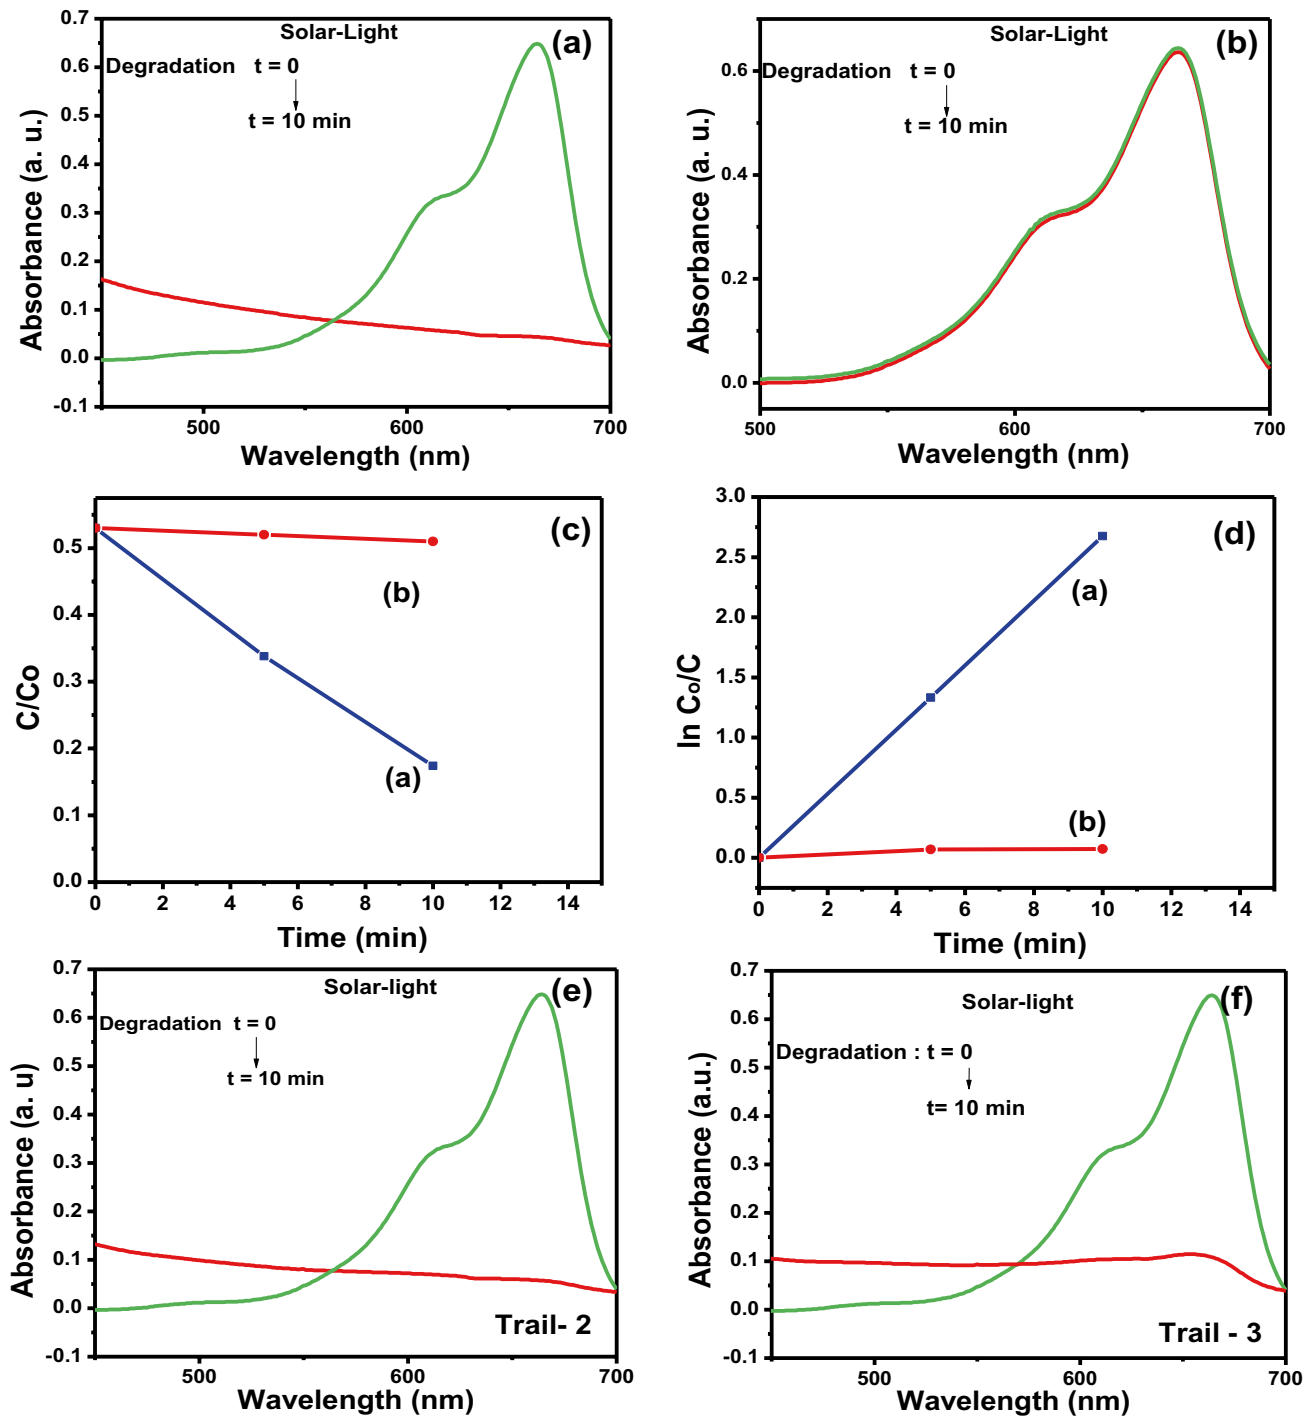 Solar-Light (a)
Degradation t = 0
t = 10 min
Absorbance (a. u.)
0.7
0.6
0.5
0.4
0.3
0.2
0.1
0.0
-0.1
500 600 700
Wavelength (nm)
Solar-Light (b)
Degradation t = 0
t = 10 min
Absorbance (a. u.)
0.6
0.4
0.2
0.0
500 600 700
Wavelength (nm)
(c)
(b)
(a)
C/Co
0.5
0.4
0.3
0.2
0.1
0.0
0 2 4 6 8 10 12 14
Time (min)
(d)
(a)
(b)
ln Co/C
3.0
2.5
2.0
1.5
1.0
0.5
0.0
0 2 4 6 8 10 12 14
Time (min)
Solar-light (e)
Degradation t = 0
t = 10 min
Absorbance (a. u)
0.7
0.6
0.5
0.4
0.3
0.2
0.1
0.0
-0.1
Trail- 2
500 600 700
Wavelength (nm)
Solar-light (f)
Degradation : t = 0
t= 10 min
Absorbance (a.u.)
0.7
0.6
0.5
0.4
0.3
0.2
0.1
0.0
-0.1
Trail - 3
500 600 700
Wavelength (nm)